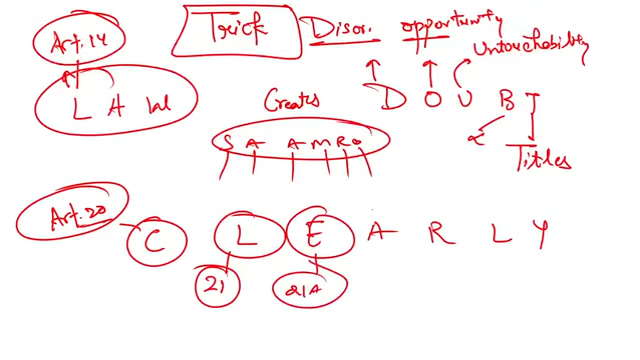 Trick
Art. 14
Discr. opportunity
Untouchability
L A
D O U B T
Creates
S A A M R O
Titles
Art. 20
C L E A R L Y
21 21A